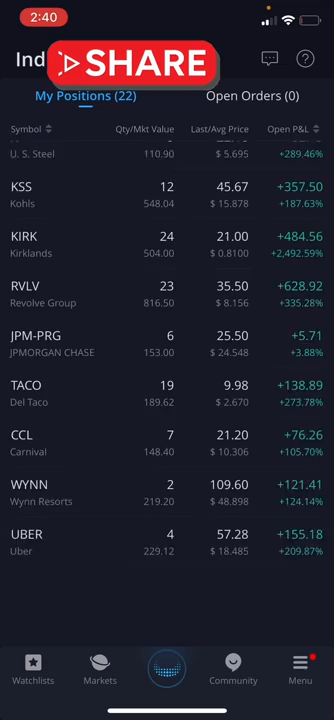 2:40
Ind
SHARE
My Positions (22) Open Orders (0)
Symbol Qty/Mkt Value Last/Avg Price Open P&L
U. S. Steel 110.90 $ 5.695 +289.46%
KSS 12 45.67 +357.50
Kohls 548.04 $ 15.878 +187.63%
KIRK 24 21.00 +484.56
Kirklands 504.00 $ 0.8100 +2,492.59%
RVLV 23 35.50 +628.92
Revolve Group 816.50 $ 8.156 +335.28%
JPM-PRG 6 25.50 +5.71
JPMORGAN CHASE 153.00 $ 24.548 +3.88%
TACO 19 9.98 +138.89
Del Taco 189.62 $ 2.670 +273.78%
CCL 7 21.20 +76.26
Carnival 148.40 $ 10.306 +105.70%
WYNN 2 109.60 +121.41
Wynn Resorts 219.20 $ 48.898 +124.14%
UBER 4 57.28 +155.18
Uber 229.12 $ 18.485 +209.87%
Watchlists Markets Community Menu